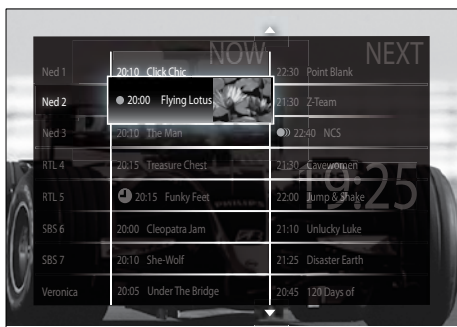 NOW NEXT
Ned 1 20:10 Click Chic 22:30 Point Blank
Ned 2 20:00 Flying Lotus 21:30 Z-Team
Ned 3 20:10 The Man 22:40 NCS
RTL 4 20:15 Treasure Chest 21:30 Cavewomen
19:25
RTL 5 20:15 Funky Feet 22:00 Jump & Shake
PHILIPS
SBS 6 20:00 Cleopatra Jam 21:10 Unlucky Luke
SBS 7 20:10 She-Wolf 21:25 Disaster Earth
Veronica 20:05 Under The Bridge 20:45 120 Days of